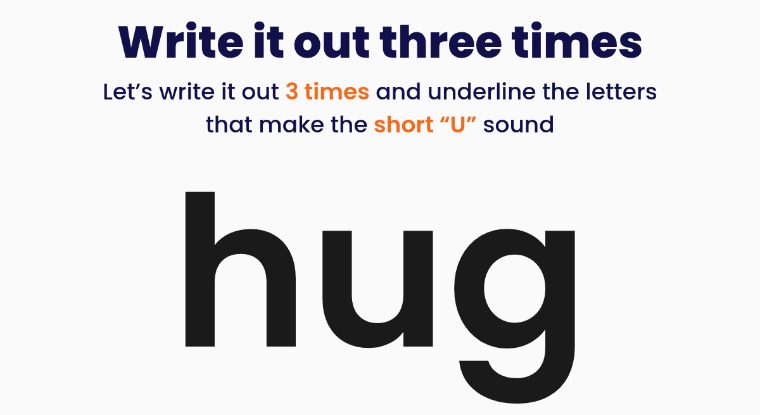 Write it out three times
Let’s write it out 3 times and underline the letters
that make the short “U” sound
hug